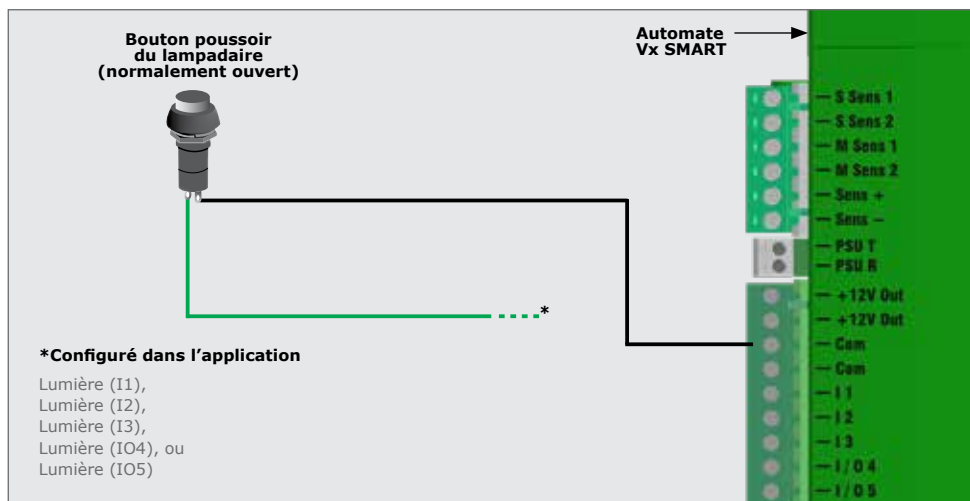 Bouton poussoir
du lampadaire
(normalement ouvert)
Automate
Vx SMART
S Sens 1
S Sens 2
M Sens 1
M Sens 2
Sens +
Sens –
PSU T
PSU R
+12V Out
+12V Out
Com
Com
I 1
I 2
I 3
I / O 4
I / O 5
*
*Configuré dans l’application
Lumière (I1),
Lumière (I2),
Lumière (I3),
Lumière (IO4), ou
Lumière (IO5)